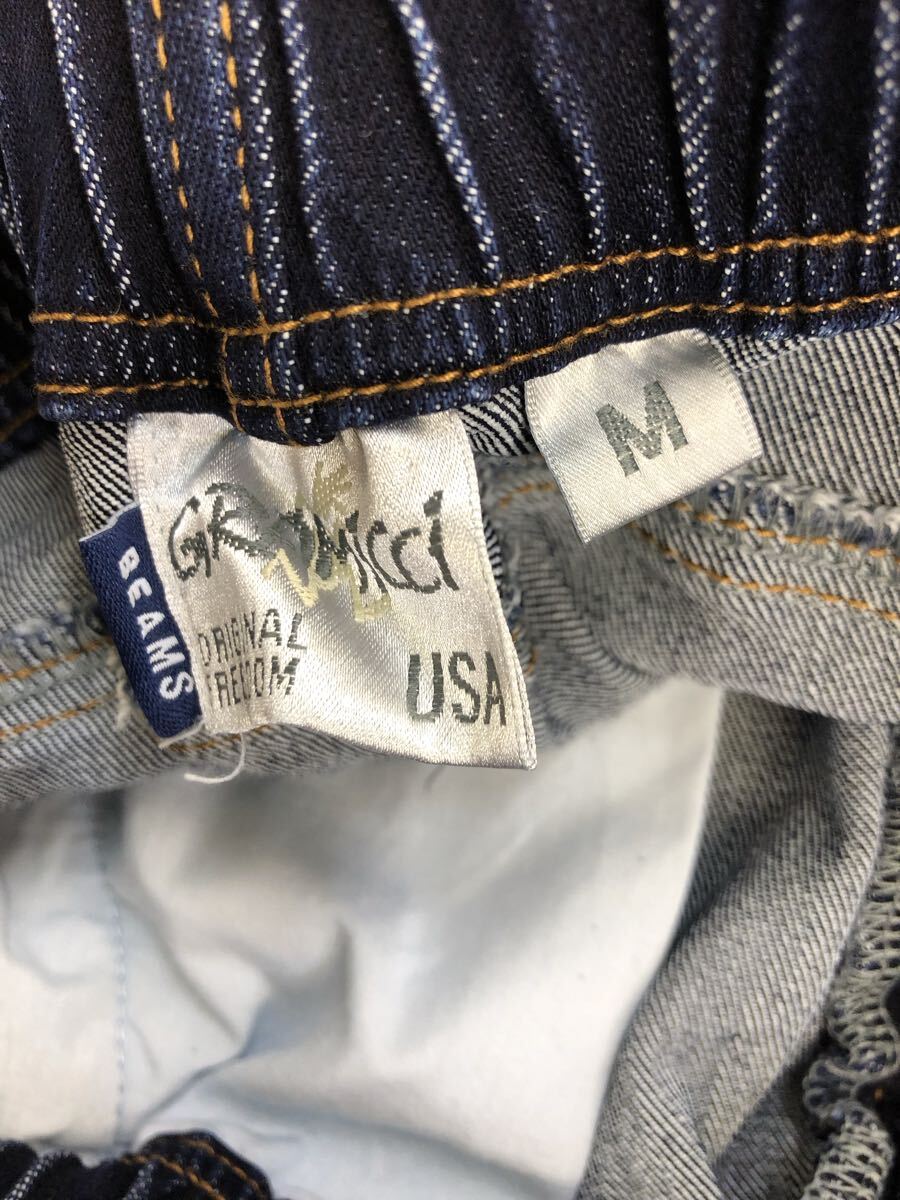 GRAMICCI
ORIGINAL
FREEDOM
USA
M
BEAMS